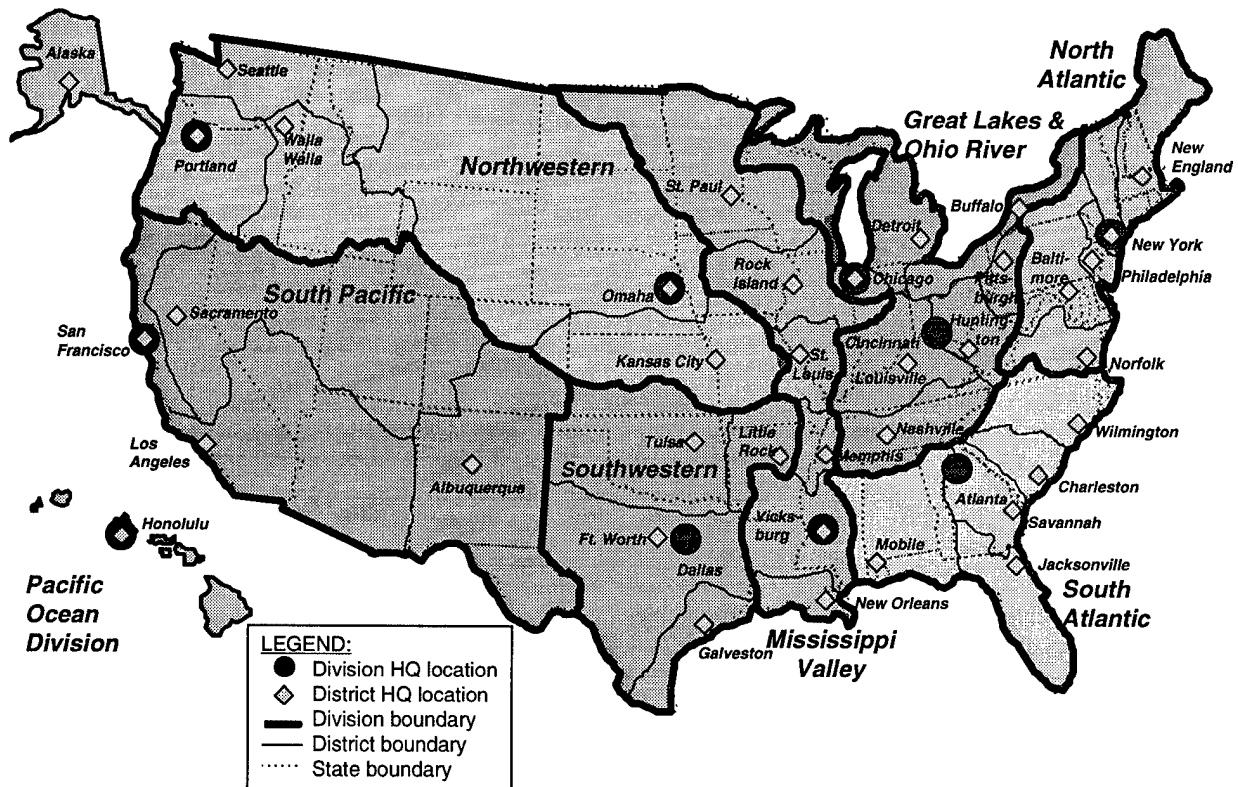 Alaska
Seattle
North
Atlantic
Great Lakes &
Ohio River
Portland
Walla
Walla
Northwestern
St. Paul
New
England
Buffalo
Detroit
New York
Philadelphia
Balti-
more
Pitts-
burgh
Chicago
Rock
Island
Omaha
South Pacific
Sacramento
San
Francisco
Hunting-
ton
Cincinnati
Louisville
Norfolk
Kansas City
St.
Louis
Los
Angeles
Albuquerque
Tulsa
Little
Rock
Southwestern
Nashville
Memphis
Wilmington
Atlanta
Charleston
Savannah
Honolulu
Ft. Worth
Dallas
Vicks-
burg
Mobile
Jacksonville
Pacific
Ocean
Division
South
Atlantic
New Orleans
Galveston
Mississippi
Valley
LEGEND:
Division HQ location
District HQ location
Division boundary
District boundary
State boundary